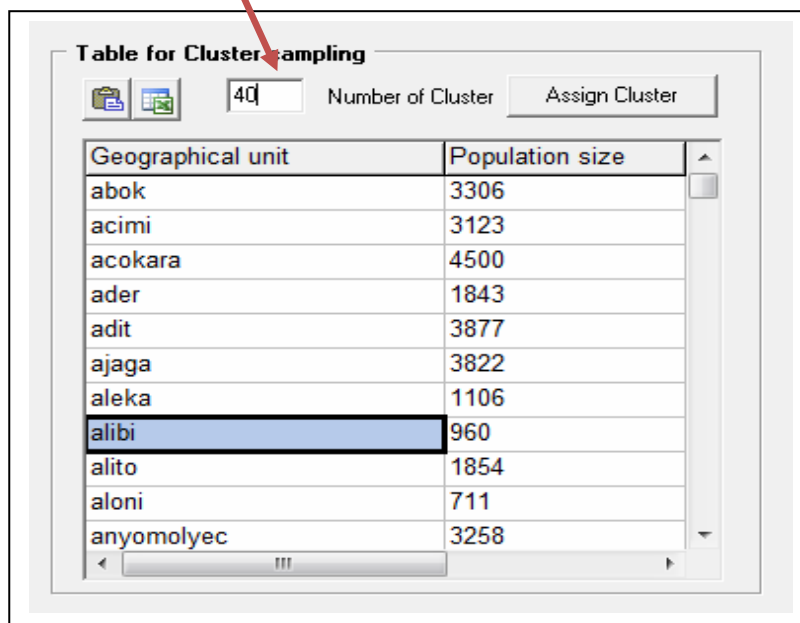 Table for Cluster sampling
40 Number of Cluster Assign Cluster
Geographical unit Population size
abok 3306
acimi 3123
acokara 4500
ader 1843
adit 3877
ajaga 3822
aleka 1106
alibi 960
alito 1854
aloni 711
anyomolyec 3258